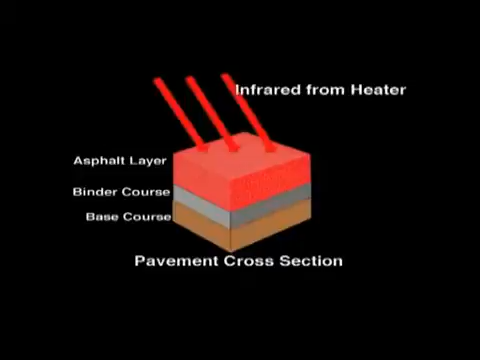 Infrared from Heater
Asphalt Layer
Binder Course
Base Course
Pavement Cross Section